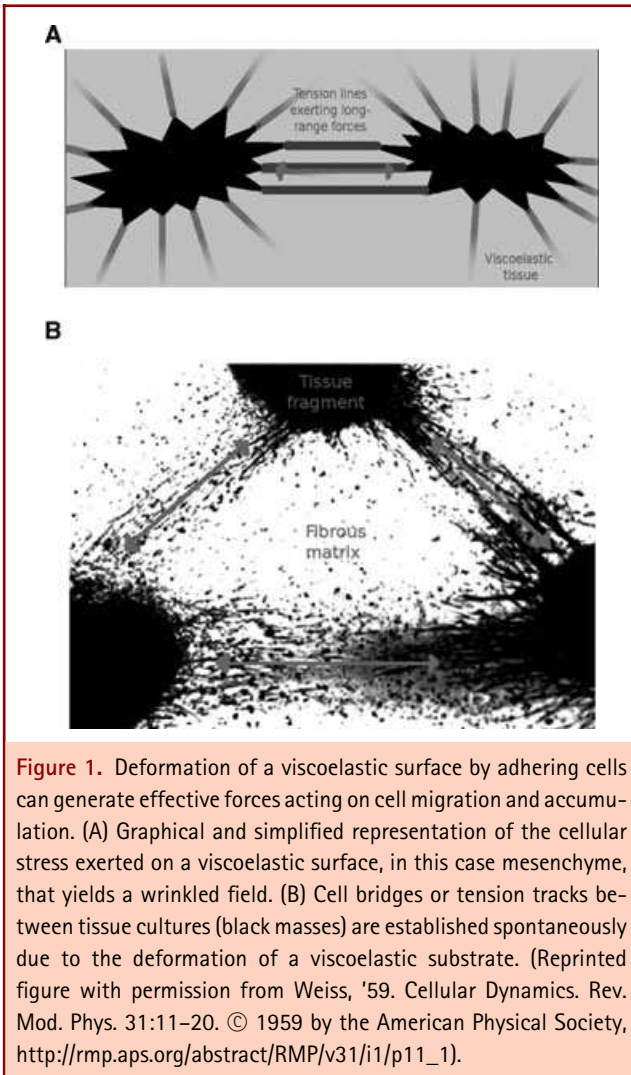 A
Tension lines
exerting long-
range forces
Viscoelastic
tissue
B
Tissue
fragment
Fibrous
matrix
Figure 1. Deformation of a viscoelastic surface by adhering cells
can generate effective forces acting on cell migration and accumu-
lation. (A) Graphical and simplified representation of the cellular
stress exerted on a viscoelastic surface, in this case mesenchyme,
that yields a wrinkled field. (B) Cell bridges or tension tracks be-
tween tissue cultures (black masses) are established spontaneously
due to the deformation of a viscoelastic substrate. (Reprinted
figure with permission from Weiss, '59. Cellular Dynamics. Rev.
Mod. Phys. 31:11–20. © 1959 by the American Physical Society,
http://rmp.aps.org/abstract/RMP/v31/i1/p11_1).